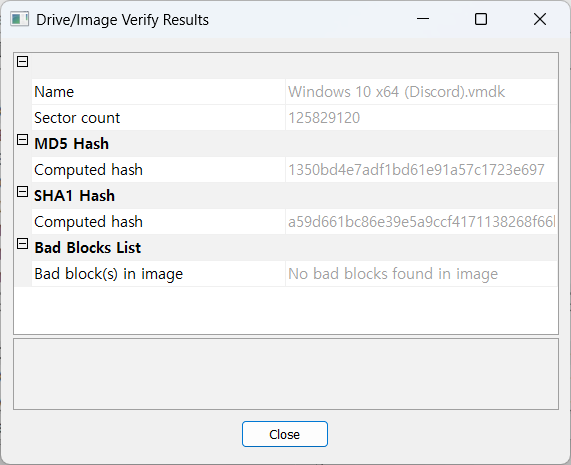 Drive/Image Verify Results
Name Windows 10 x64 (Discord).vmdk
Sector count 125829120
MD5 Hash
Computed hash 1350bd4e7adf1bd61e91a57c1723e697
SHA1 Hash
Computed hash a59d661bc86e39e5a9ccf4171138268f66
Bad Blocks List
Bad block(s) in image No bad blocks found in image
Close